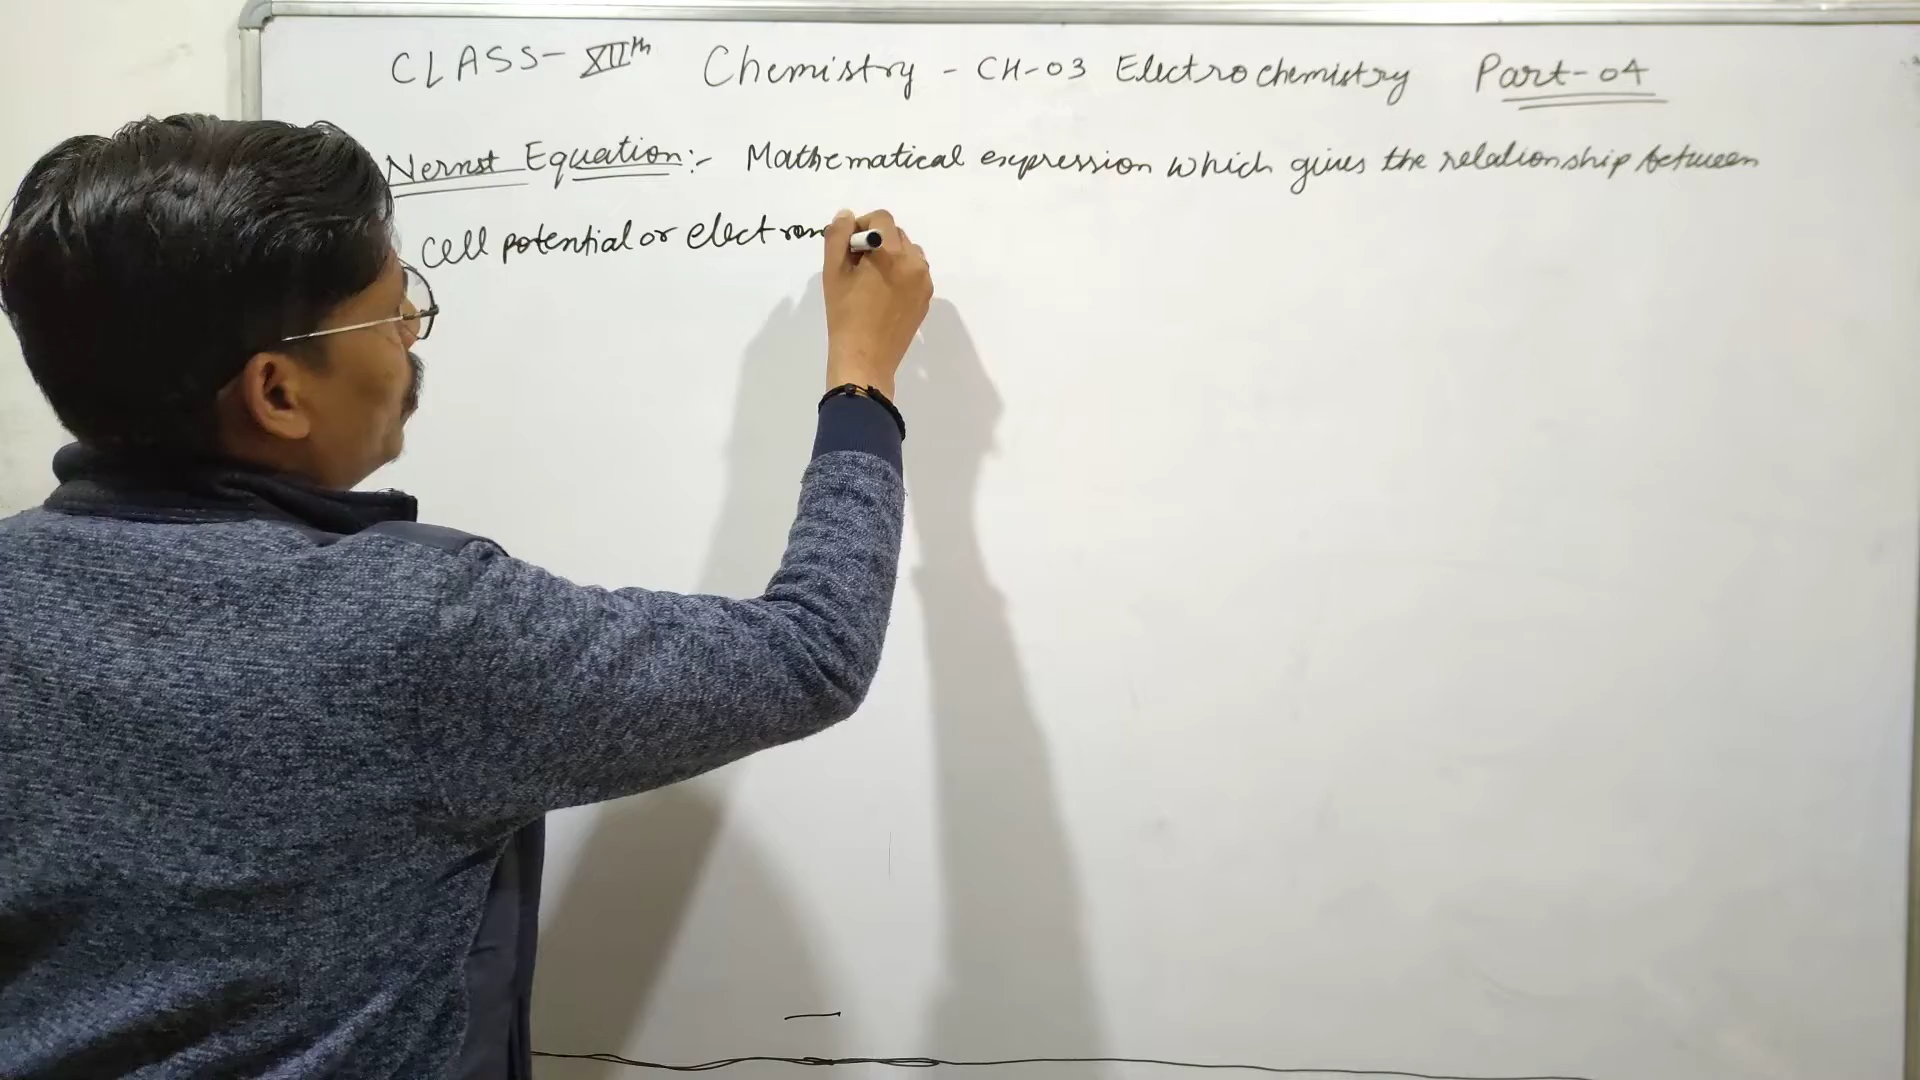 CLASS- XIIth Chemistry - CH-03 Electrochemistry Part-04
Nernst Equation:- Mathematical expression which gives the relationship between
Cell potential or